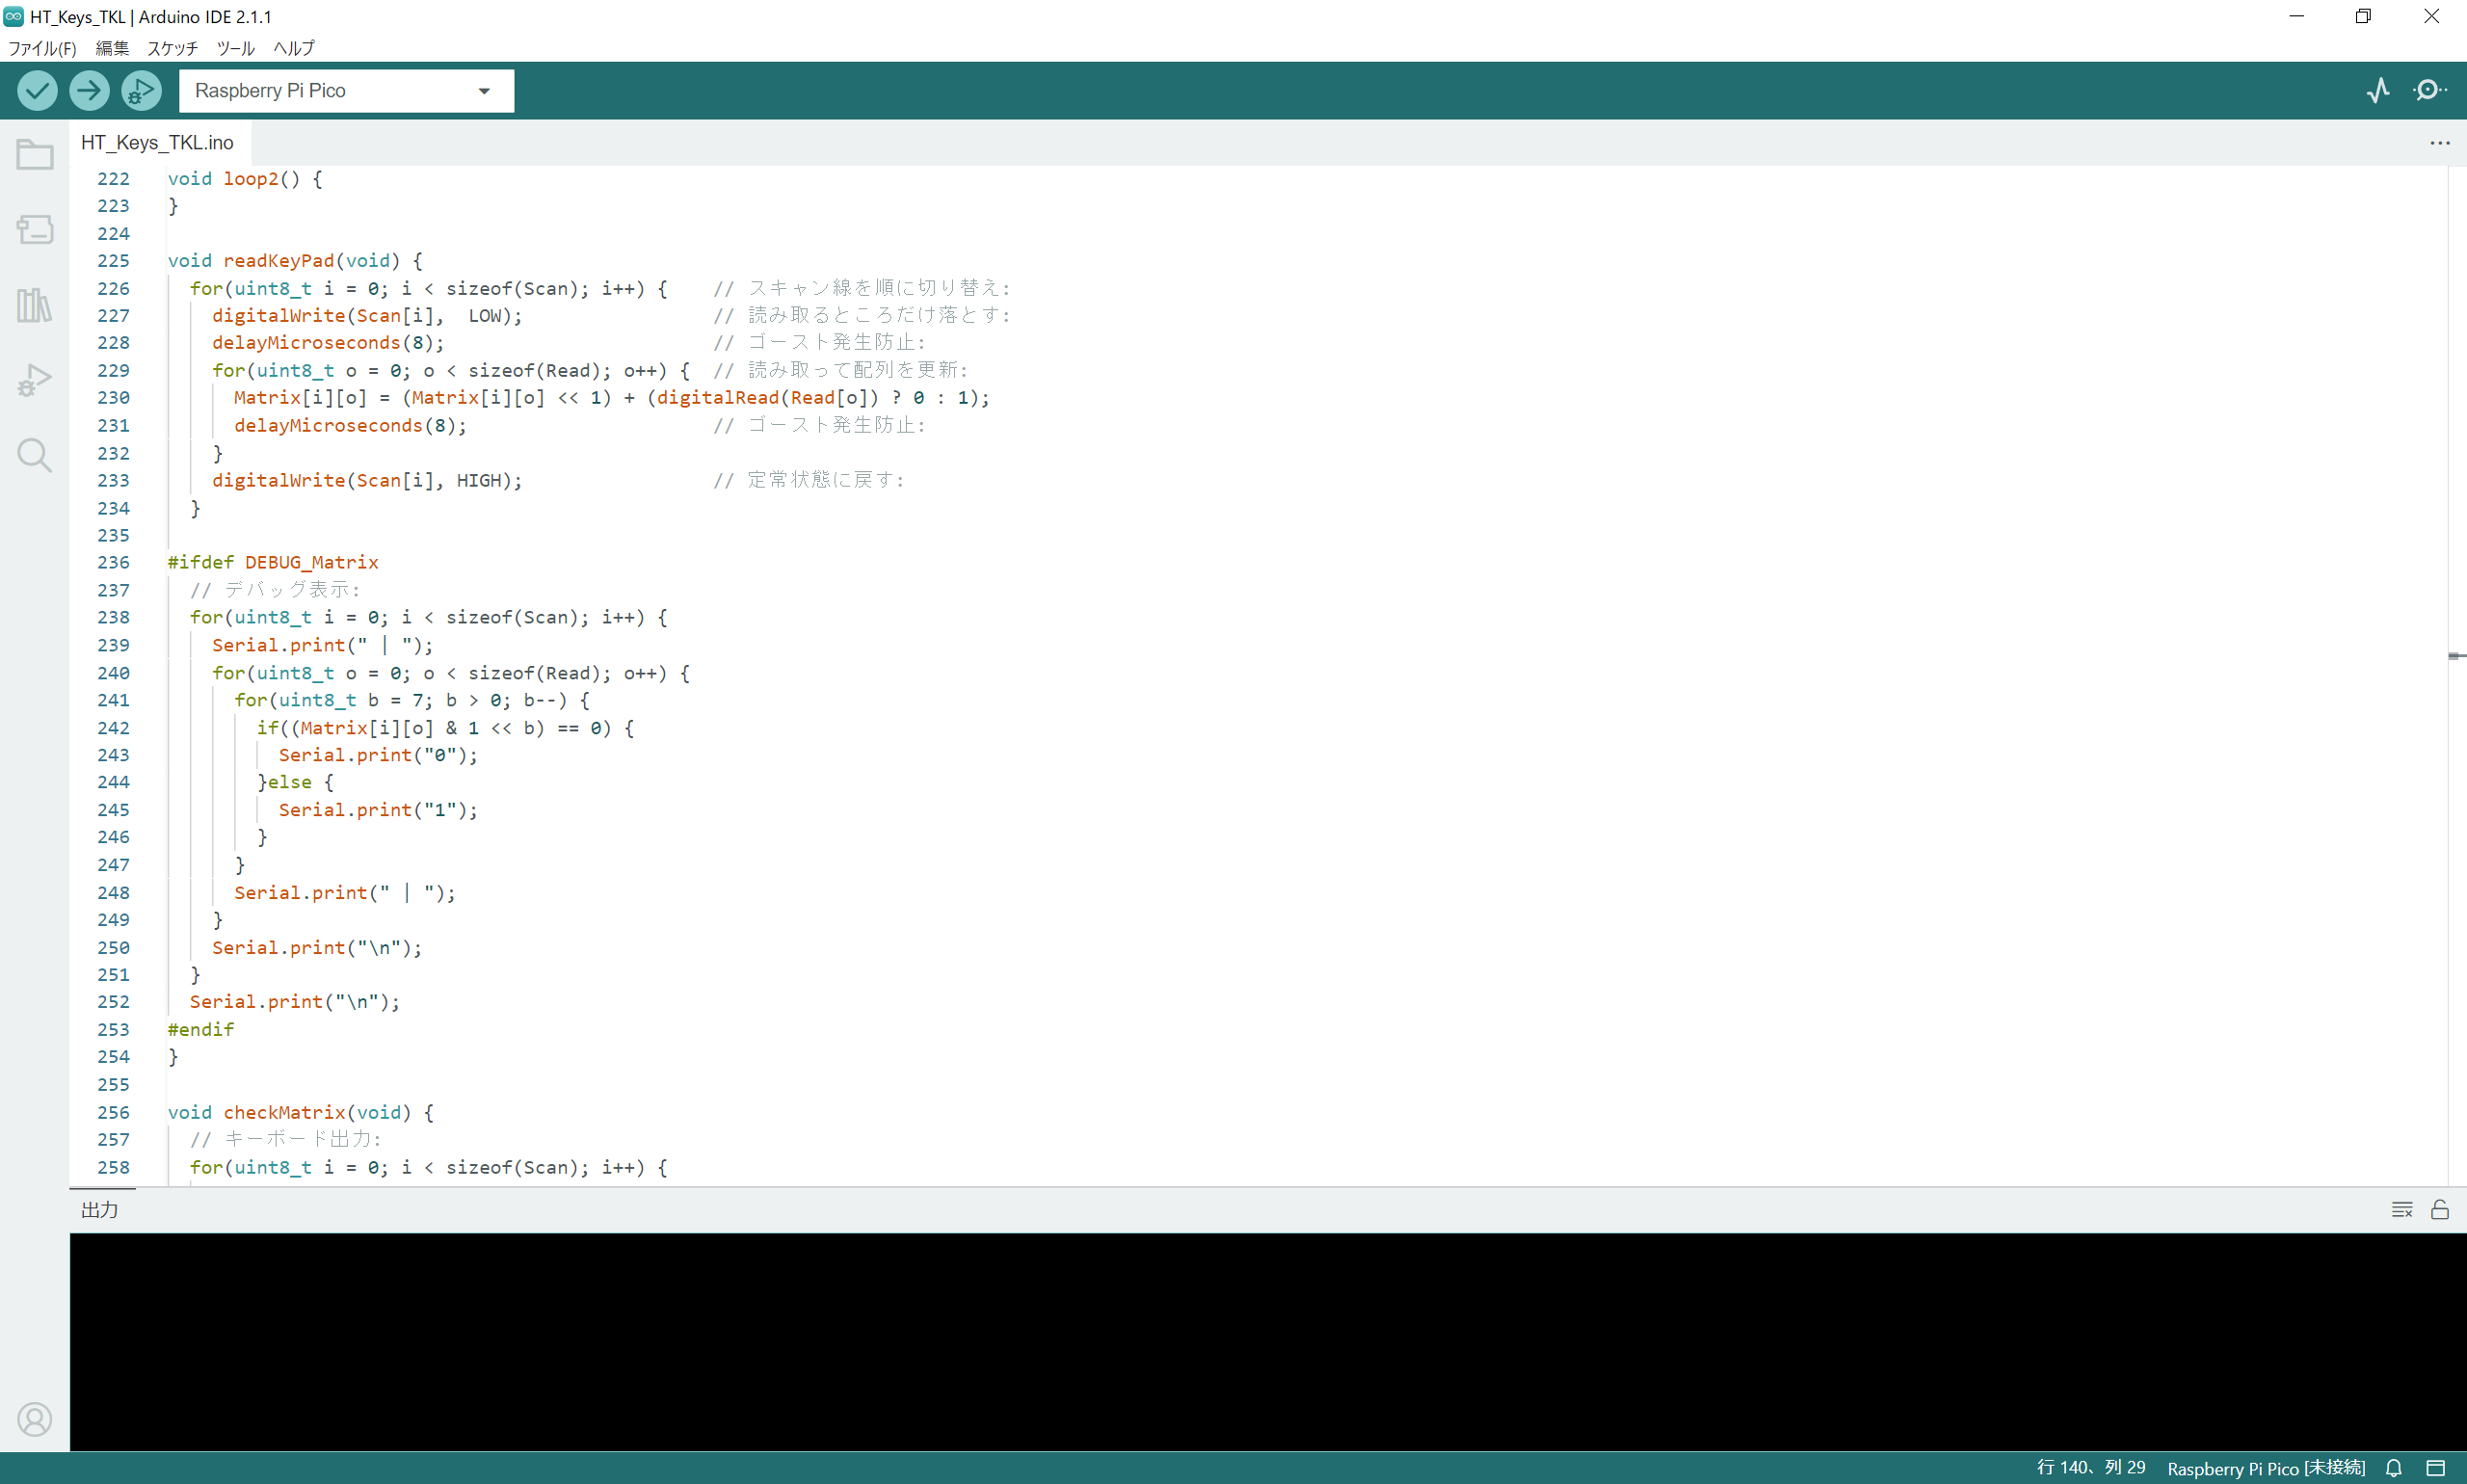 HT_Keys_TKL | Arduino IDE 2.1.1
ファイル(F) 編集 スケッチ ツール ヘルプ
Raspberry Pi Pico
HT_Keys_TKL.ino
222 void loop2() {
223 }
224
225 void readKeyPad(void) {
226   for(uint8_t i = 0; i < sizeof(Scan); i++) {    // スキャン線を順に切り替え:
227     digitalWrite(Scan[i],  LOW);                 // 読み取るところだけ落とす:
228     delayMicroseconds(8);                        // ゴースト発生防止:
229     for(uint8_t o = 0; o < sizeof(Read); o++) {  // 読み取って配列を更新:
230       Matrix[i][o] = (Matrix[i][o] << 1) + (digitalRead(Read[o]) ? 0 : 1);
231       delayMicroseconds(8);                      // ゴースト発生防止:
232     }
233     digitalWrite(Scan[i], HIGH);                 // 定常状態に戻す:
234   }
235
236 #ifdef DEBUG_Matrix
237   // デバッグ表示:
238   for(uint8_t i = 0; i < sizeof(Scan); i++) {
239     Serial.print(" | ");
240     for(uint8_t o = 0; o < sizeof(Read); o++) {
241       for(uint8_t b = 7; b > 0; b--) {
242         if((Matrix[i][o] & 1 << b) == 0) {
243           Serial.print("0");
244         }else {
245           Serial.print("1");
246         }
247       }
248       Serial.print(" | ");
249     }
250     Serial.print("\n");
251   }
252   Serial.print("\n");
253 #endif
254 }
255
256 void checkMatrix(void) {
257   // キーボード出力:
258   for(uint8_t i = 0; i < sizeof(Scan); i++) {
出力
行 140、列 29 Raspberry Pi Pico [未接続]